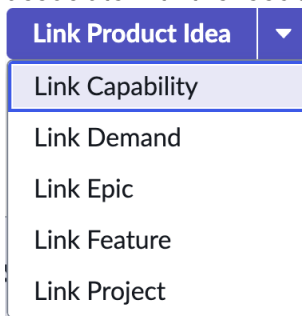 Link Product Idea
Link Capability
Link Demand
Link Epic
Link Feature
Link Project